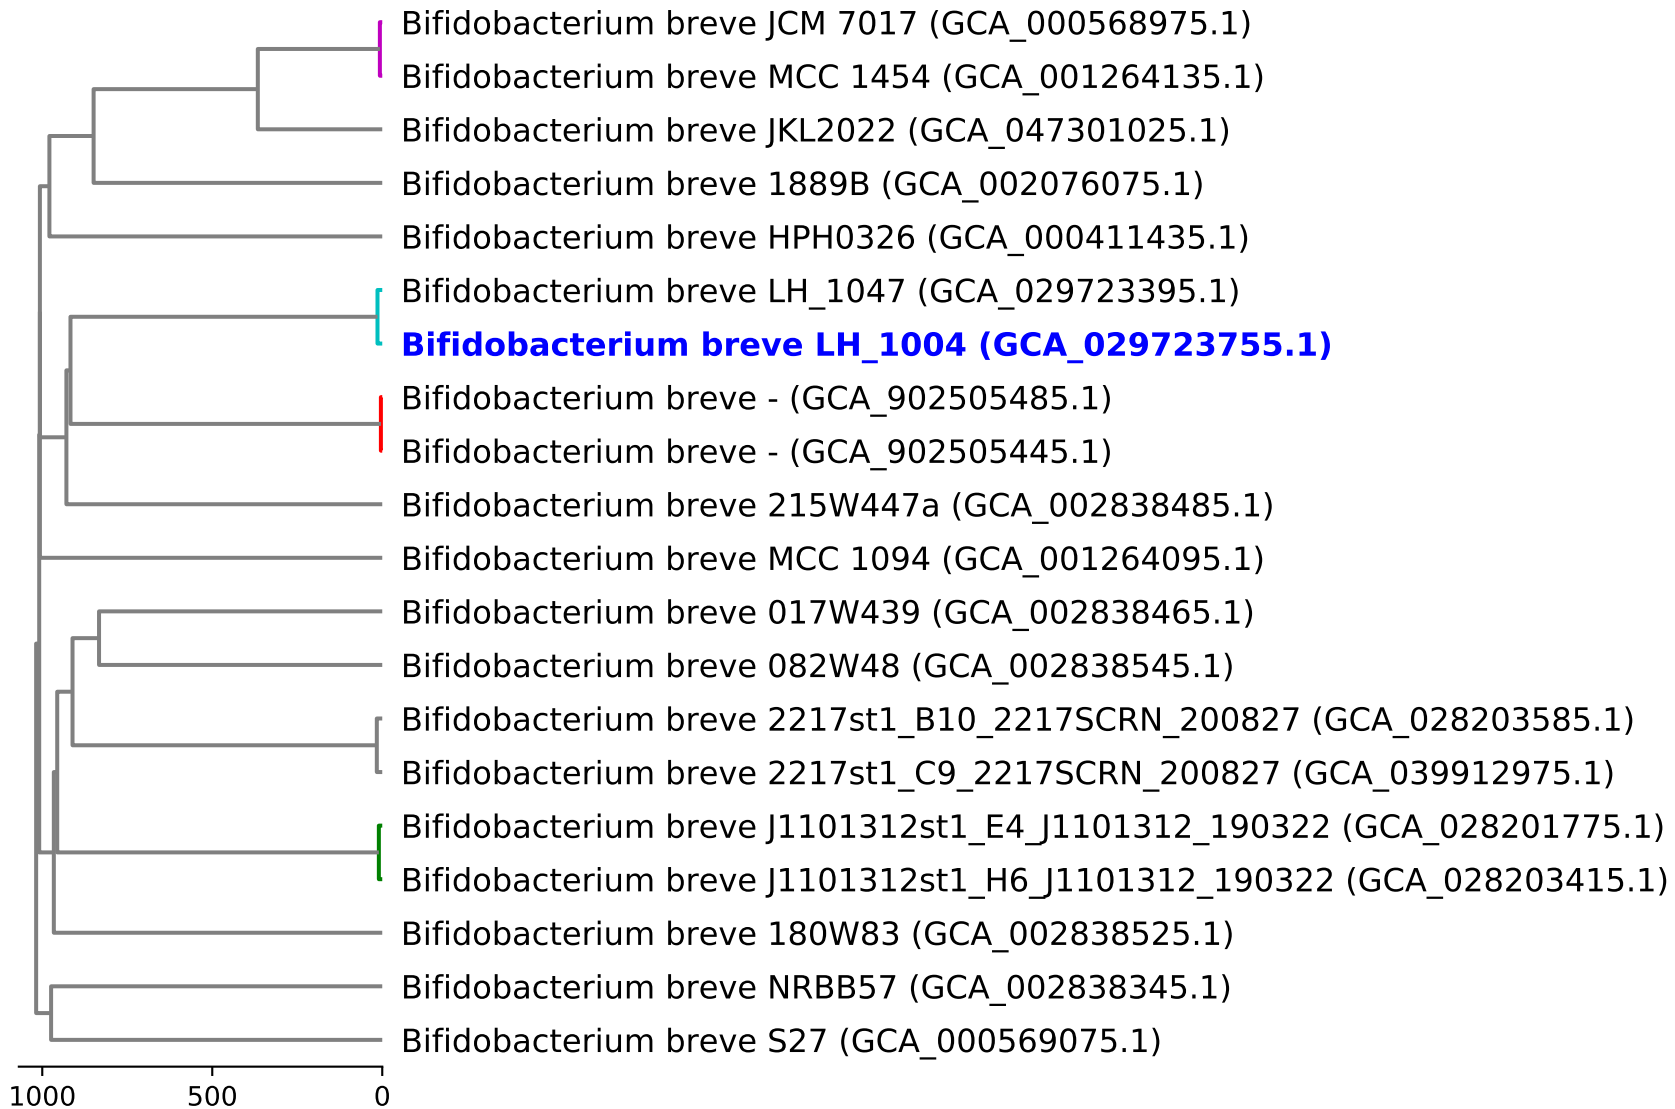 Bifidobacterium breve JCM 7017 (GCA_000568975.1)
Bifidobacterium breve MCC 1454 (GCA_001264135.1)
Bifidobacterium breve JKL2022 (GCA_047301025.1)
Bifidobacterium breve 1889B (GCA_002076075.1)
Bifidobacterium breve HPH0326 (GCA_000411435.1)
Bifidobacterium breve LH_1047 (GCA_029723395.1)
Bifidobacterium breve LH_1004 (GCA_029723755.1)
Bifidobacterium breve - (GCA_902505485.1)
Bifidobacterium breve - (GCA_902505445.1)
Bifidobacterium breve 215W447a (GCA_002838485.1)
Bifidobacterium breve MCC 1094 (GCA_001264095.1)
Bifidobacterium breve 017W439 (GCA_002838465.1)
Bifidobacterium breve 082W48 (GCA_002838545.1)
Bifidobacterium breve 2217st1_B10_2217SCRN_200827 (GCA_028203585.1)
Bifidobacterium breve 2217st1_C9_2217SCRN_200827 (GCA_039912975.1)
Bifidobacterium breve J1101312st1_E4_J1101312_190322 (GCA_028201775.1)
Bifidobacterium breve J1101312st1_H6_J1101312_190322 (GCA_028203415.1)
Bifidobacterium breve 180W83 (GCA_002838525.1)
Bifidobacterium breve NRBB57 (GCA_002838345.1)
Bifidobacterium breve S27 (GCA_000569075.1)
1000 500 0